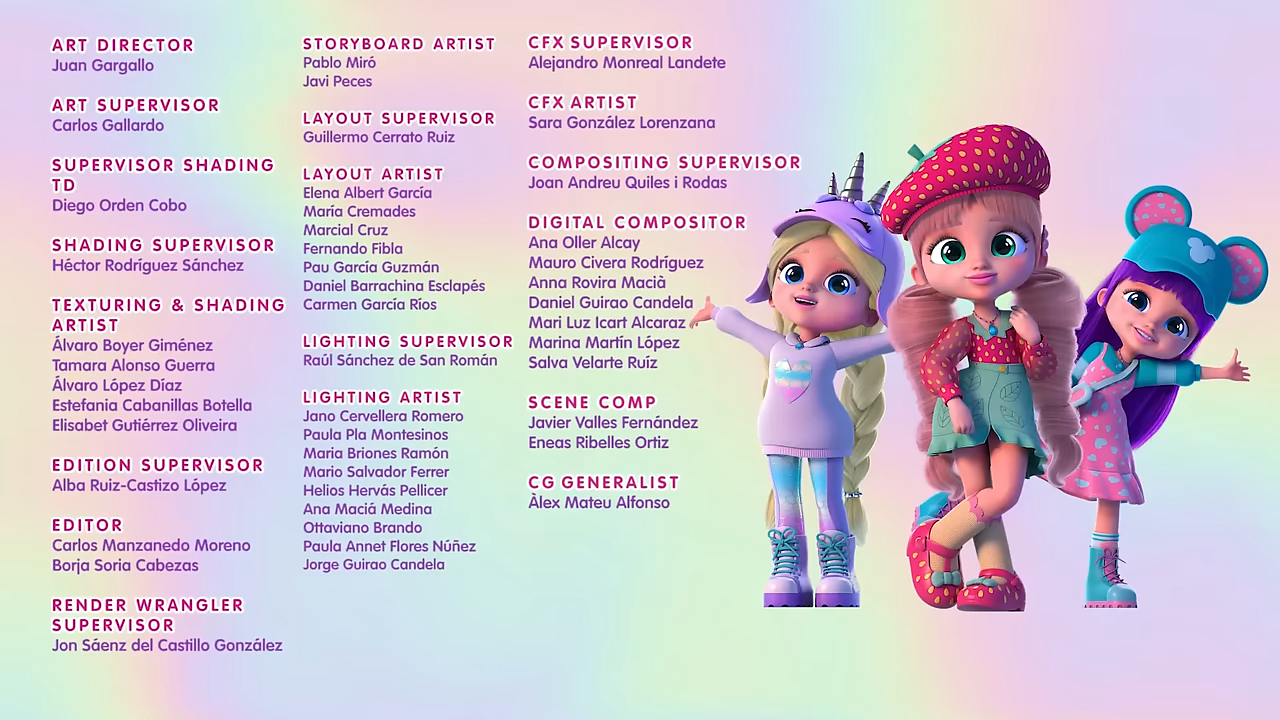 ART DIRECTOR
Juan Gargallo
ART SUPERVISOR
Carlos Gallardo
SUPERVISOR SHADING
TD
Diego Orden Cobo
SHADING SUPERVISOR
Héctor Rodríguez Sánchez
TEXTURING & SHADING
ARTIST
Álvaro Boyer Giménez
Tamara Alonso Guerra
Álvaro López Díaz
Estefania Cabanillas Botella
Elisabet Gutiérrez Oliveira
EDITION SUPERVISOR
Alba Ruiz-Castizo López
EDITOR
Carlos Manzanedo Moreno
Borja Soria Cabezas
RENDER WRANGLER
SUPERVISOR
Jon Sáenz del Castillo González
STORYBOARD ARTIST
Pablo Miró
Javi Peces
LAYOUT SUPERVISOR
Guillermo Cerrato Ruiz
LAYOUT ARTIST
Elena Albert García
María Cremades
Marcial Cruz
Fernando Fibla
Pau García Guzmán
Daniel Barrachina Esclapés
Carmen García Ríos
LIGHTING SUPERVISOR
Raúl Sánchez de San Román
LIGHTING ARTIST
Jano Cervellera Romero
Paula Pla Montesinos
Maria Briones Ramón
Mario Salvador Ferrer
Helios Hervás Pellicer
Ana Maciá Medina
Ottaviano Brando
Paula Annet Flores Núñez
Jorge Guirao Candela
CFX SUPERVISOR
Alejandro Monreal Landete
CFX ARTIST
Sara González Lorenzana
COMPOSITING SUPERVISOR
Joan Andreu Quiles i Rodas
DIGITAL COMPOSITOR
Ana Oller Alcay
Mauro Civera Rodríguez
Anna Rovira Macià
Daniel Guirao Candela
Mari Luz Icart Alcaraz
Marina Martín López
Salva Velarte Ruíz
SCENE COMP
Javier Valles Fernández
Eneas Ribelles Ortiz
CG GENERALIST
Àlex Mateu Alfonso